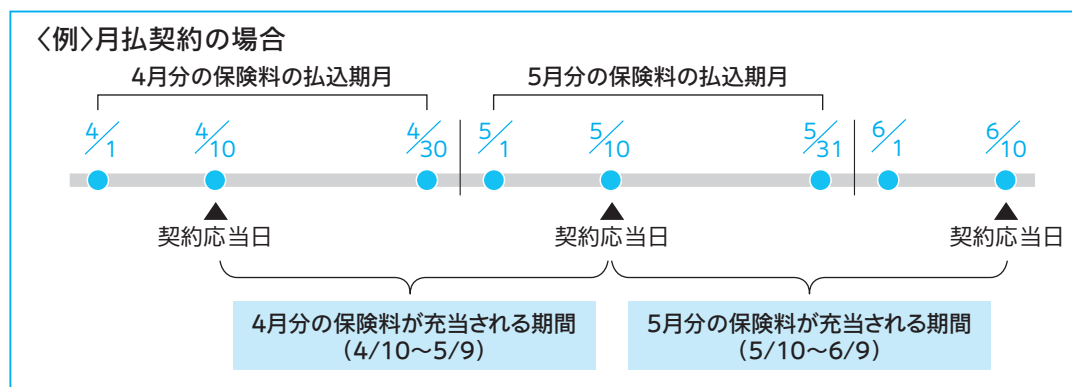 〈例〉月払契約の場合
4月分の保険料の払込期月 5月分の保険料の払込期月
4/1 4/10 4/30 5/1 5/10 5/31 6/1 6/10
契約応当日 契約応当日 契約応当日
4月分の保険料が充当される期間
(4/10～5/9)
5月分の保険料が充当される期間
(5/10～6/9)